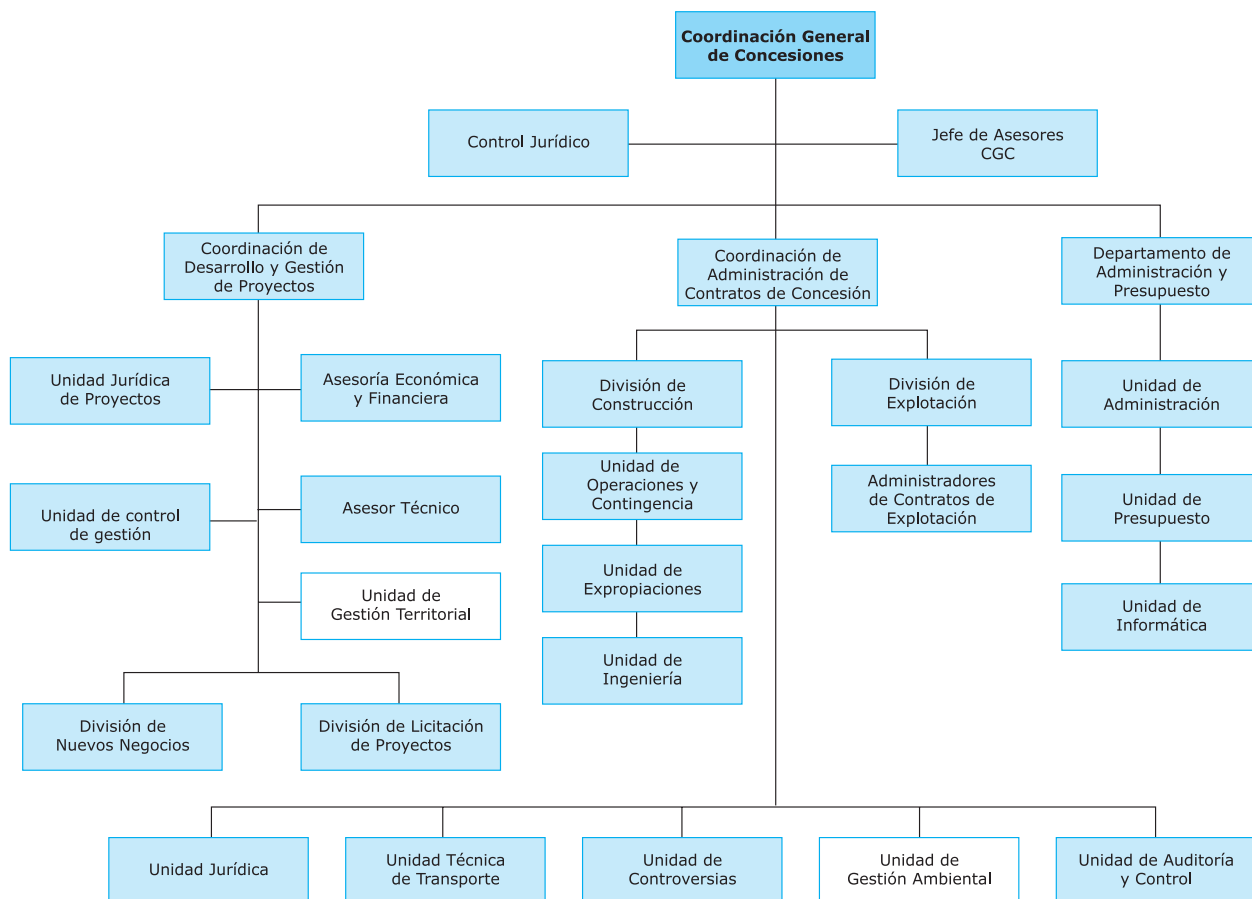 Coordinación General
de Concesiones
Control Jurídico
Jefe de Asesores
CGC
Coordinación de
Desarrollo y Gestión
de Proyectos
Coordinación de
Administración de
Contratos de Concesión
Departamento de
Administración y
Presupuesto
Unidad Jurídica
de Proyectos
Asesoría Económica
y Financiera
División de
Construcción
División de
Explotación
Unidad de
Administración
Unidad de control
de gestión
Asesor Técnico
Unidad de
Operaciones y
Contingencia
Administradores
de Contratos de
Explotación
Unidad de
Presupuesto
Unidad de
Gestión Territorial
Unidad de
Expropiaciones
Unidad de
Informática
Unidad de
Ingeniería
División de
Nuevos Negocios
División de Licitación
de Proyectos
Unidad Jurídica
Unidad Técnica
de Transporte
Unidad de
Controversias
Unidad de
Gestión Ambiental
Unidad de Auditoría
y Control